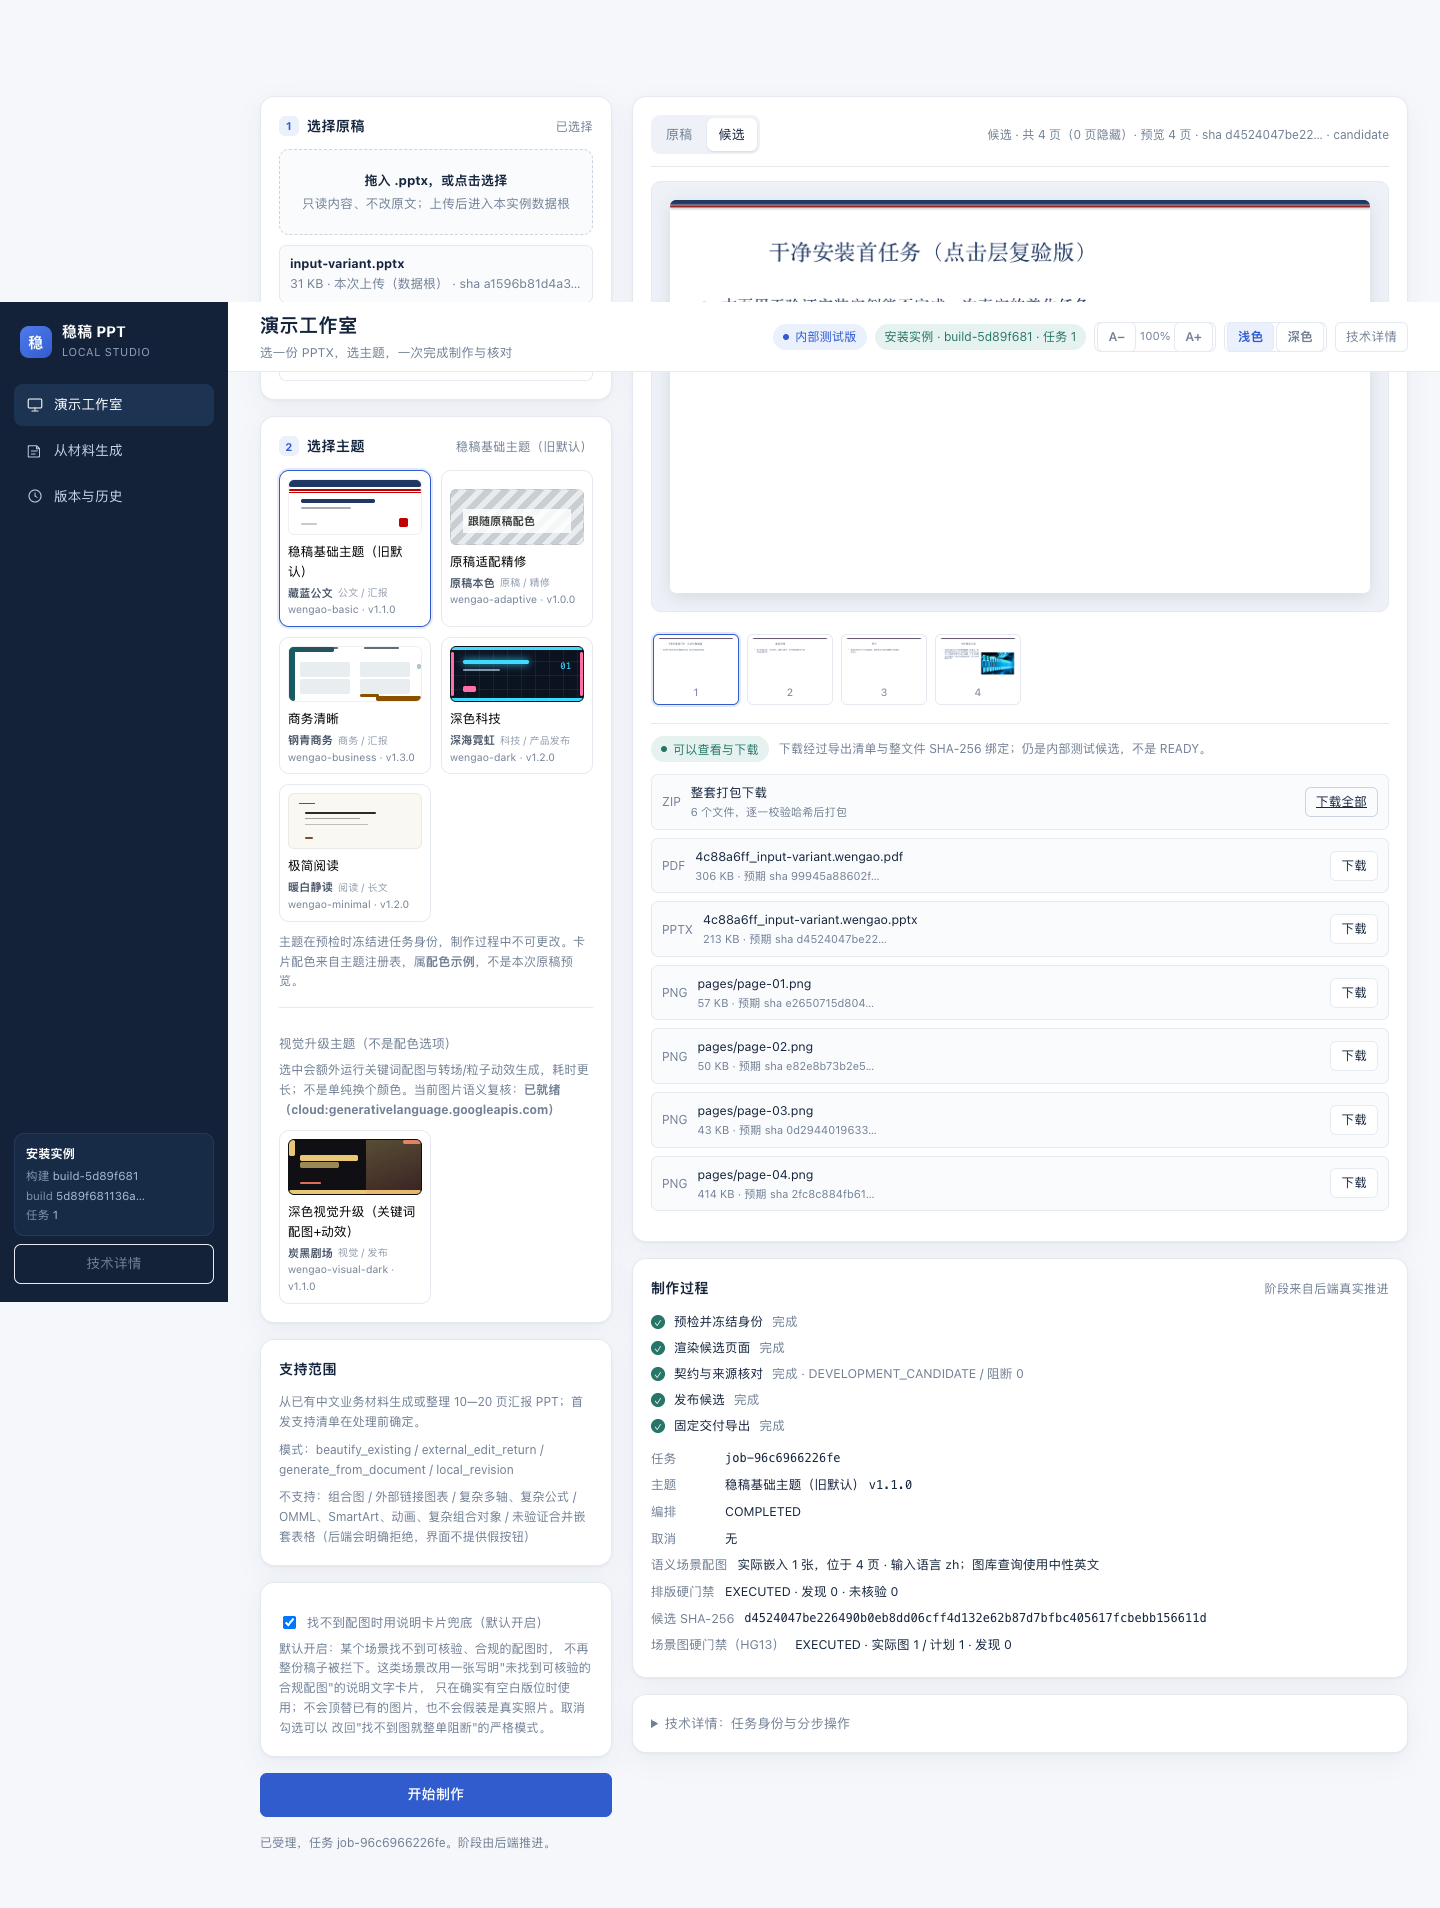 稳
稳稿 PPT
LOCAL STUDIO
演示工作室
从材料生成
版本与历史
安装实例
构建 build-5d89f681
build 5d89f681136a...
任务 1
技术详情
演示工作室
选一份 PPTX，选主题，一次完成制作与核对
内部测试版
安装实例 · build-5d89f681 · 任务 1
A−
100%
A+
浅色
深色
技术详情
1 选择原稿
已选择
拖入 .pptx，或点击选择
只读内容、不改原文；上传后进入本实例数据根
input-variant.pptx
31 KB · 本次上传（数据根） · sha a1596b81d4a3...
2 选择主题
稳稿基础主题（旧默认）
稳稿基础主题（旧默
认）
藏蓝公文 公文 / 汇报
wengao-basic · v1.1.0
跟随原稿配色
原稿适配精修
原稿本色 原稿 / 精修
wengao-adaptive · v1.0.0
商务清晰
钢青商务 商务 / 汇报
wengao-business · v1.3.0
01
深色科技
深海霓虹 科技 / 产品发布
wengao-dark · v1.2.0
极简阅读
暖白静读 阅读 / 长文
wengao-minimal · v1.2.0
主题在预检时冻结进任务身份，制作过程中不可更改。卡
片配色来自主题注册表，属配色示例，不是本次原稿预
览。
视觉升级主题（不是配色选项）
选中会额外运行关键词配图与转场/粒子动效生成，耗时更
长；不是单纯换个颜色。当前图片语义复核：已就绪
（cloud:generativelanguage.googleapis.com）
深色视觉升级（关键词
配图+动效）
炭黑剧场 视觉 / 发布
wengao-visual-dark ·
v1.1.0
支持范围
从已有中文业务材料生成或整理 10—20 页汇报 PPT；首
发支持清单在处理前确定。
模式：beautify_existing / external_edit_return /
generate_from_document / local_revision
不支持：组合图 / 外部链接图表 / 复杂多轴、复杂公式 /
OMML、SmartArt、动画、复杂组合对象 / 未验证合并嵌
套表格（后端会明确拒绝，界面不提供假按钮）
找不到配图时用说明卡片兜底（默认开启）
默认开启：某个场景找不到可核验、合规的配图时， 不再
整份稿子被拦下。这类场景改用一张写明"未找到可核验的
合规配图"的说明文字卡片， 只在确实有空白版位时使
用；不会顶替已有的图片，也不会假装是真实照片。取消
勾选可以 改回"找不到图就整单阻断"的严格模式。
开始制作
已受理，任务 job-96c6966226fe。阶段由后端推进。
原稿
候选
候选 · 共 4 页（0 页隐藏）· 预览 4 页 · sha d4524047be22... · candidate
干净安装首任务（点击层复验版）
1
2
3
4
可以查看与下载
下载经过导出清单与整文件 SHA-256 绑定；仍是内部测试候选，不是 READY。
ZIP
整套打包下载
6 个文件，逐一校验哈希后打包
下载全部
PDF
4c88a6ff_input-variant.wengao.pdf
306 KB · 预期 sha 99945a88602f...
下载
PPTX
4c88a6ff_input-variant.wengao.pptx
213 KB · 预期 sha d4524047be22...
下载
PNG
pages/page-01.png
57 KB · 预期 sha e2650715d804...
下载
PNG
pages/page-02.png
50 KB · 预期 sha e82e8b73b2e5...
下载
PNG
pages/page-03.png
43 KB · 预期 sha 0d2944019633...
下载
PNG
pages/page-04.png
414 KB · 预期 sha 2fc8c884fb61...
下载
制作过程
阶段来自后端真实推进
预检并冻结身份 完成
渲染候选页面 完成
契约与来源核对 完成 · DEVELOPMENT_CANDIDATE / 阻断 0
发布候选 完成
固定交付导出 完成
任务 job-96c6966226fe
主题 稳稿基础主题（旧默认） v1.1.0
编排 COMPLETED
取消 无
语义场景配图 实际嵌入 1 张，位于 4 页 · 输入语言 zh；图库查询使用中性英文
排版硬门禁 EXECUTED · 发现 0 · 未核验 0
候选 SHA-256 d4524047be226490b0eb8dd06cff4d132e62b87d7bfbc405617fcbebb156611d
场景图硬门禁（HG13） EXECUTED · 实际图 1 / 计划 1 · 发现 0
技术详情：任务身份与分步操作